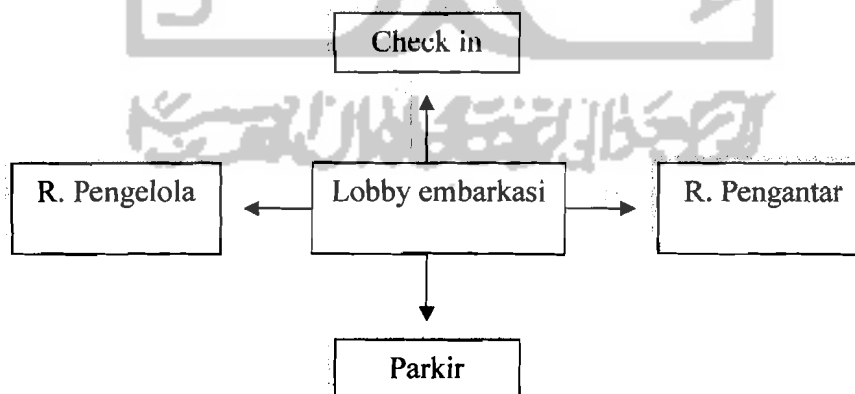 Check in
R. Pengelola
Lobby embarkasi
R. Pengantar
Parkir